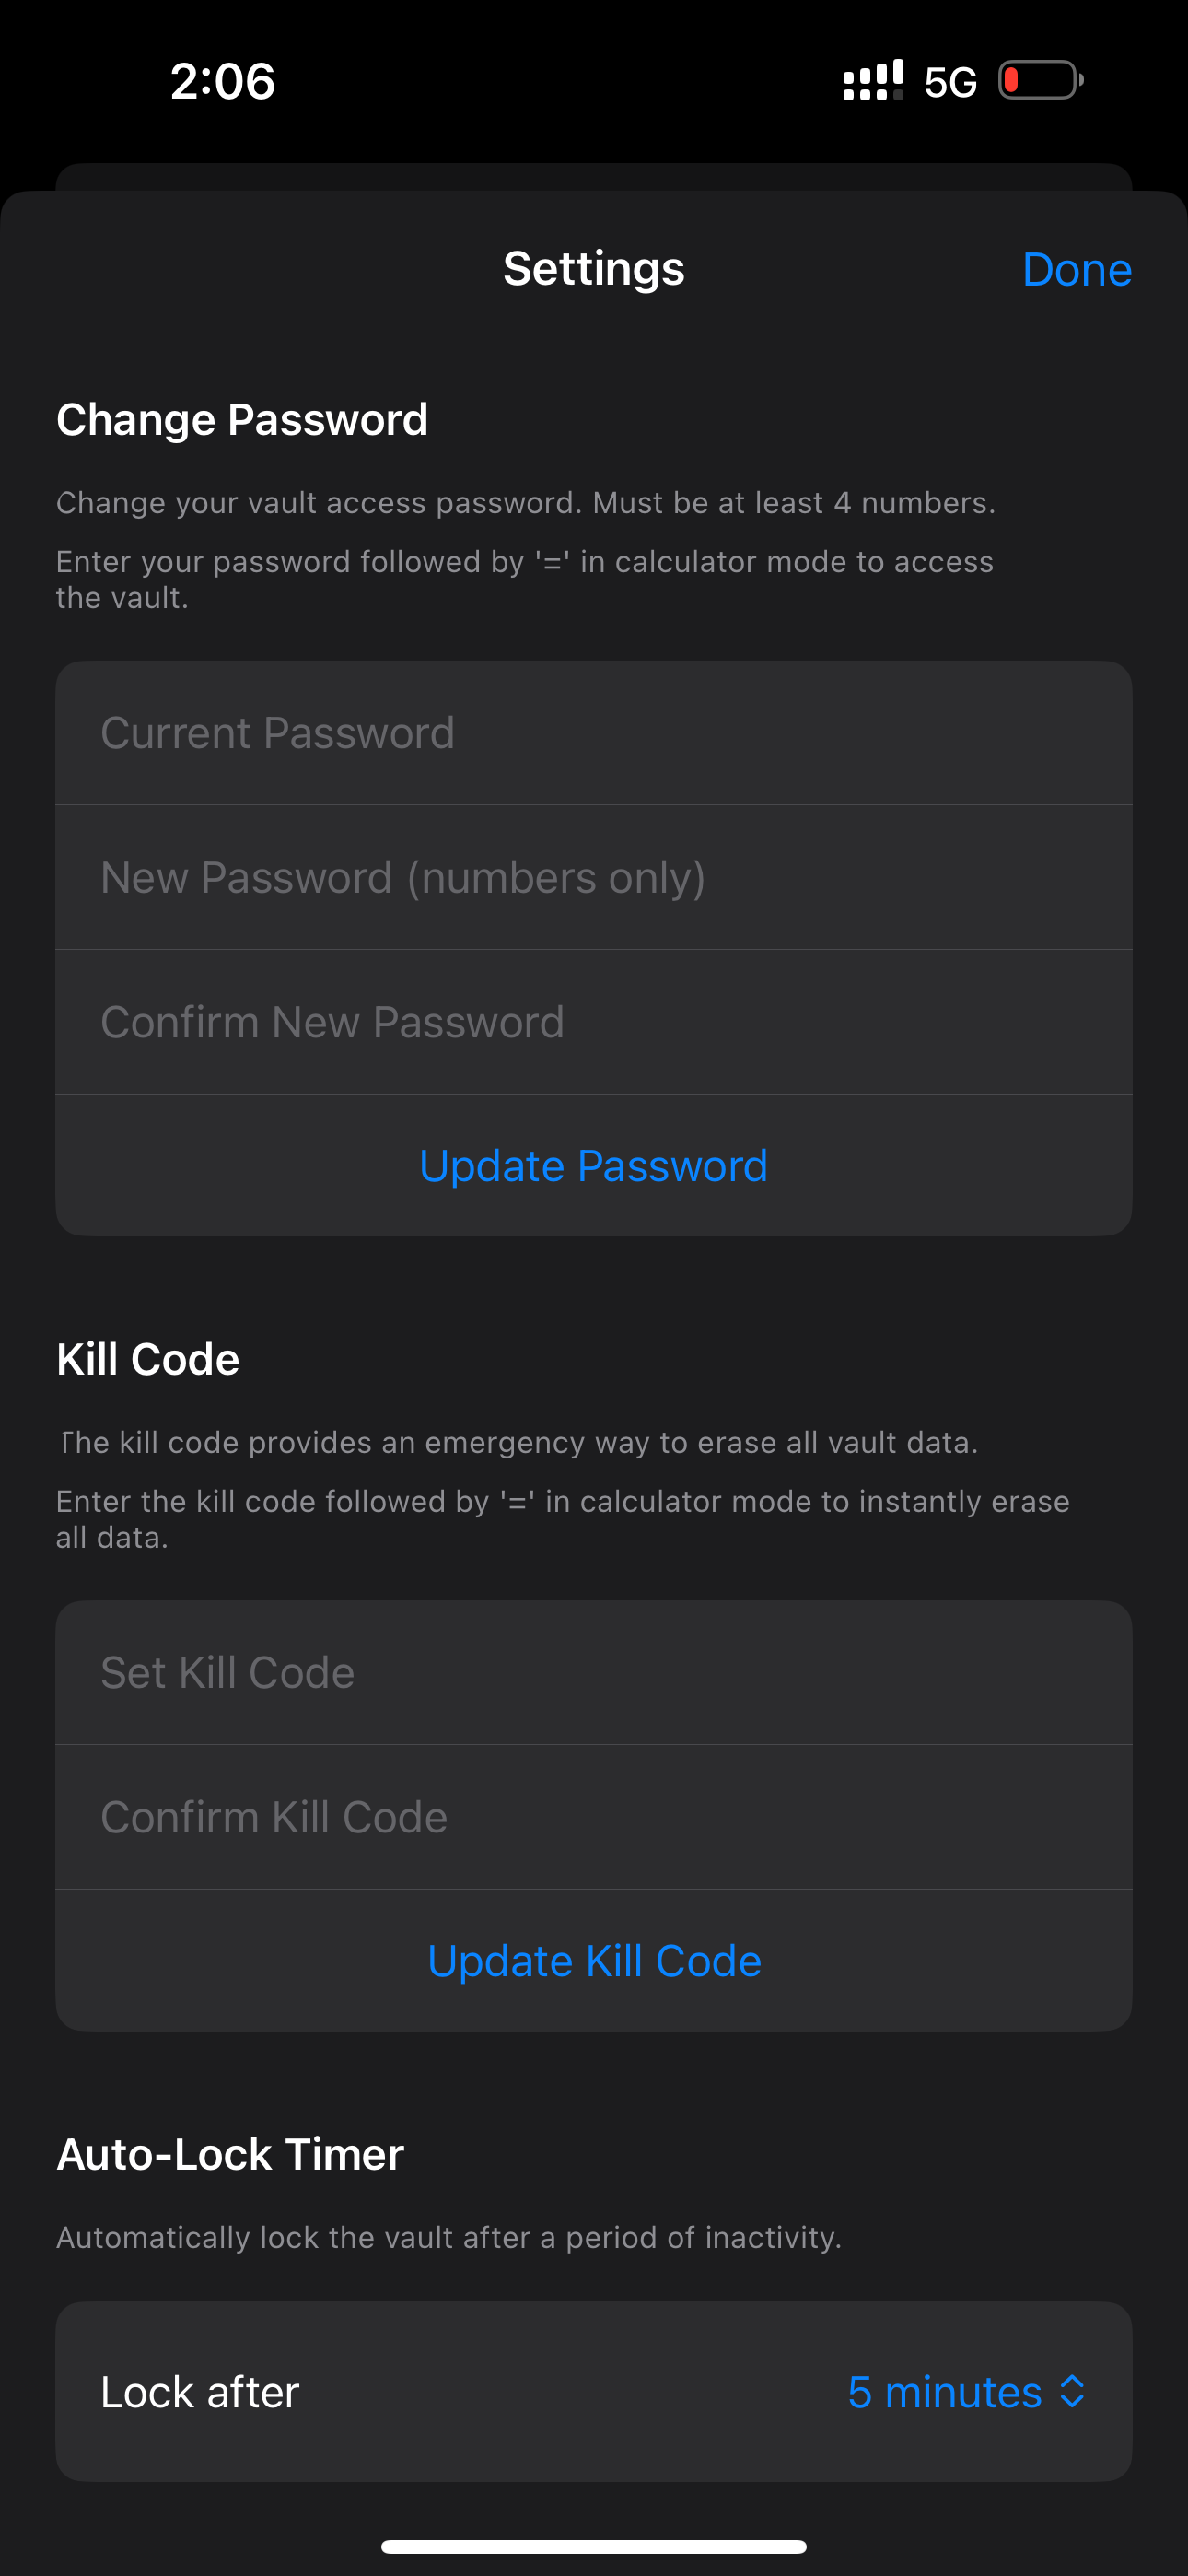 2:06
5G
Settings
Done
Change Password
Change your vault access password. Must be at least 4 numbers.
Enter your password followed by '=' in calculator mode to access
the vault.
Current Password
New Password (numbers only)
Confirm New Password
Update Password
Kill Code
The kill code provides an emergency way to erase all vault data.
Enter the kill code followed by '=' in calculator mode to instantly erase
all data.
Set Kill Code
Confirm Kill Code
Update Kill Code
Auto-Lock Timer
Automatically lock the vault after a period of inactivity.
Lock after
5 minutes